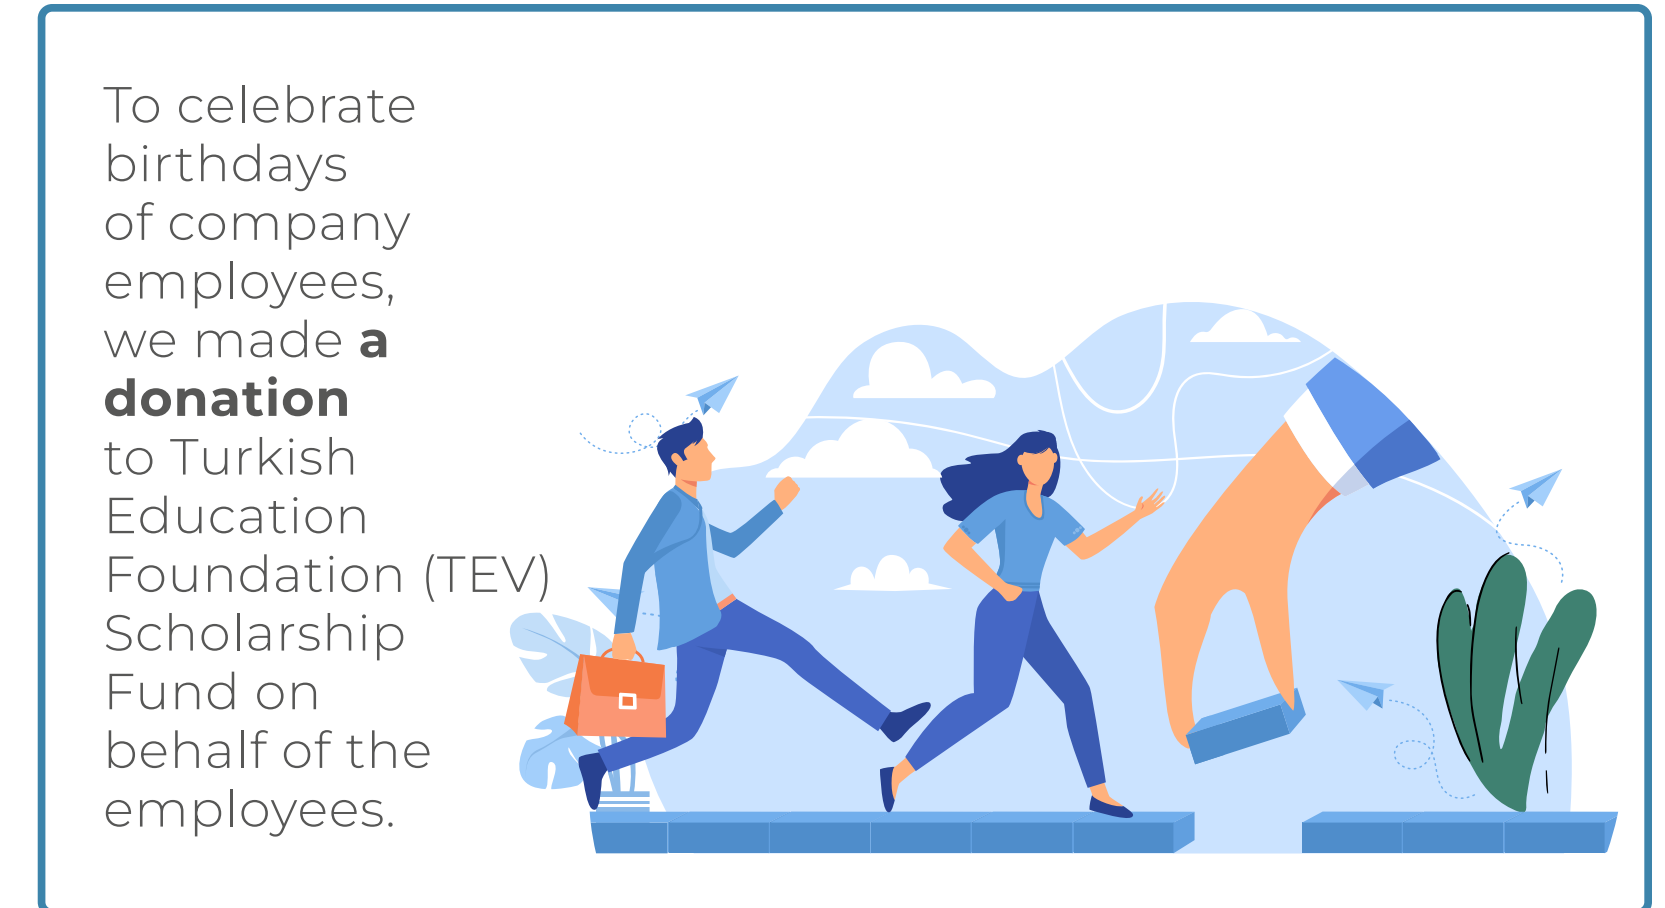 To celebrate
birthdays
of company
employees,
we made a
donation
to Turkish
Education
Foundation (TEV)
Scholarship
Fund on
behalf of the
employees.